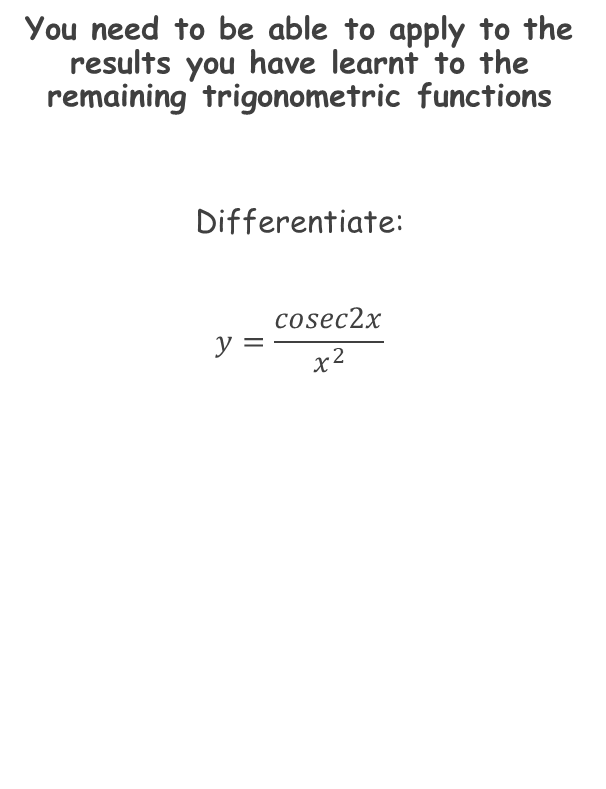 You need to be able to apply to the
results you have learnt to the
remaining trigonometric functions
Differentiate:
y = cosec2x / x²